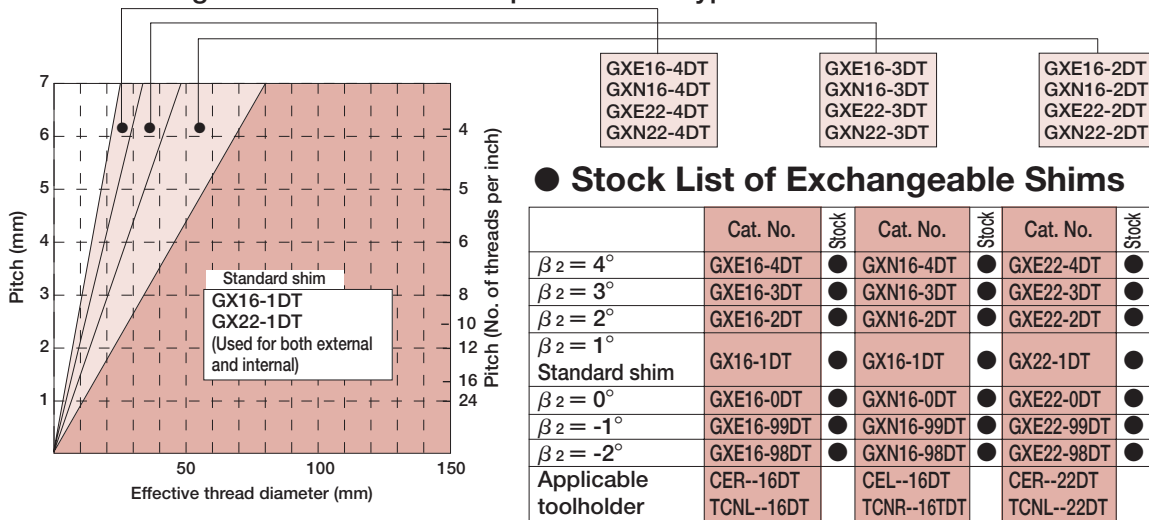 GXE16-4DT
GXN16-4DT
GXE22-4DT
GXN22-4DT
GXE16-3DT
GXN16-3DT
GXE22-3DT
GXN22-3DT
GXE16-2DT
GXN16-2DT
GXE22-2DT
GXN22-2DT
Pitch (mm)
7
6
5
4
3
2
1
Standard shim
GX16-1DT
GX22-1DT
(Used for both external
and internal)
4
5
6
8
10
12
16
24
Pitch (No. of threads per inch)
50 100 150
Effective thread diameter (mm)
● Stock List of Exchangeable Shims
Cat. No. Stock Cat. No. Stock Cat. No. Stock
β2 = 4° GXE16-4DT ● GXN16-4DT ● GXE22-4DT ●
β2 = 3° GXE16-3DT ● GXN16-3DT ● GXE22-3DT ●
β2 = 2° GXE16-2DT ● GXN16-2DT ● GXE22-2DT ●
β2 = 1°
Standard shim GX16-1DT ● GX16-1DT ● GX22-1DT ●
β2 = 0° GXE16-0DT ● GXN16-0DT ● GXE22-0DT ●
β2 = -1° GXE16-99DT ● GXN16-99DT ● GXE22-99DT ●
β2 = -2° GXE16-98DT ● GXN16-98DT ● GXE22-98DT ●
Applicable CER--16DT CEL--16DT CER--22DT
toolholder TCNL--16DT TCNR--16TDT TCNL--22DT